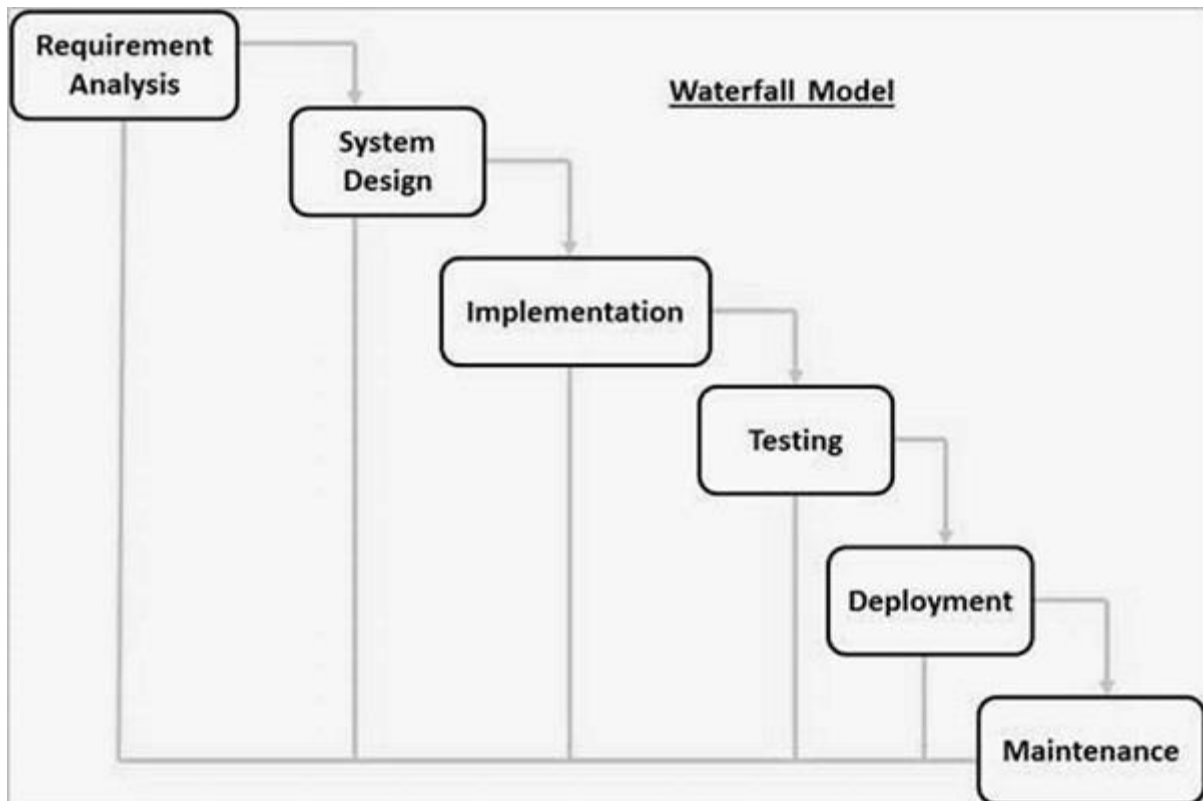 Requirement
Analysis
Waterfall Model
System
Design
Implementation
Testing
Deployment
Maintenance